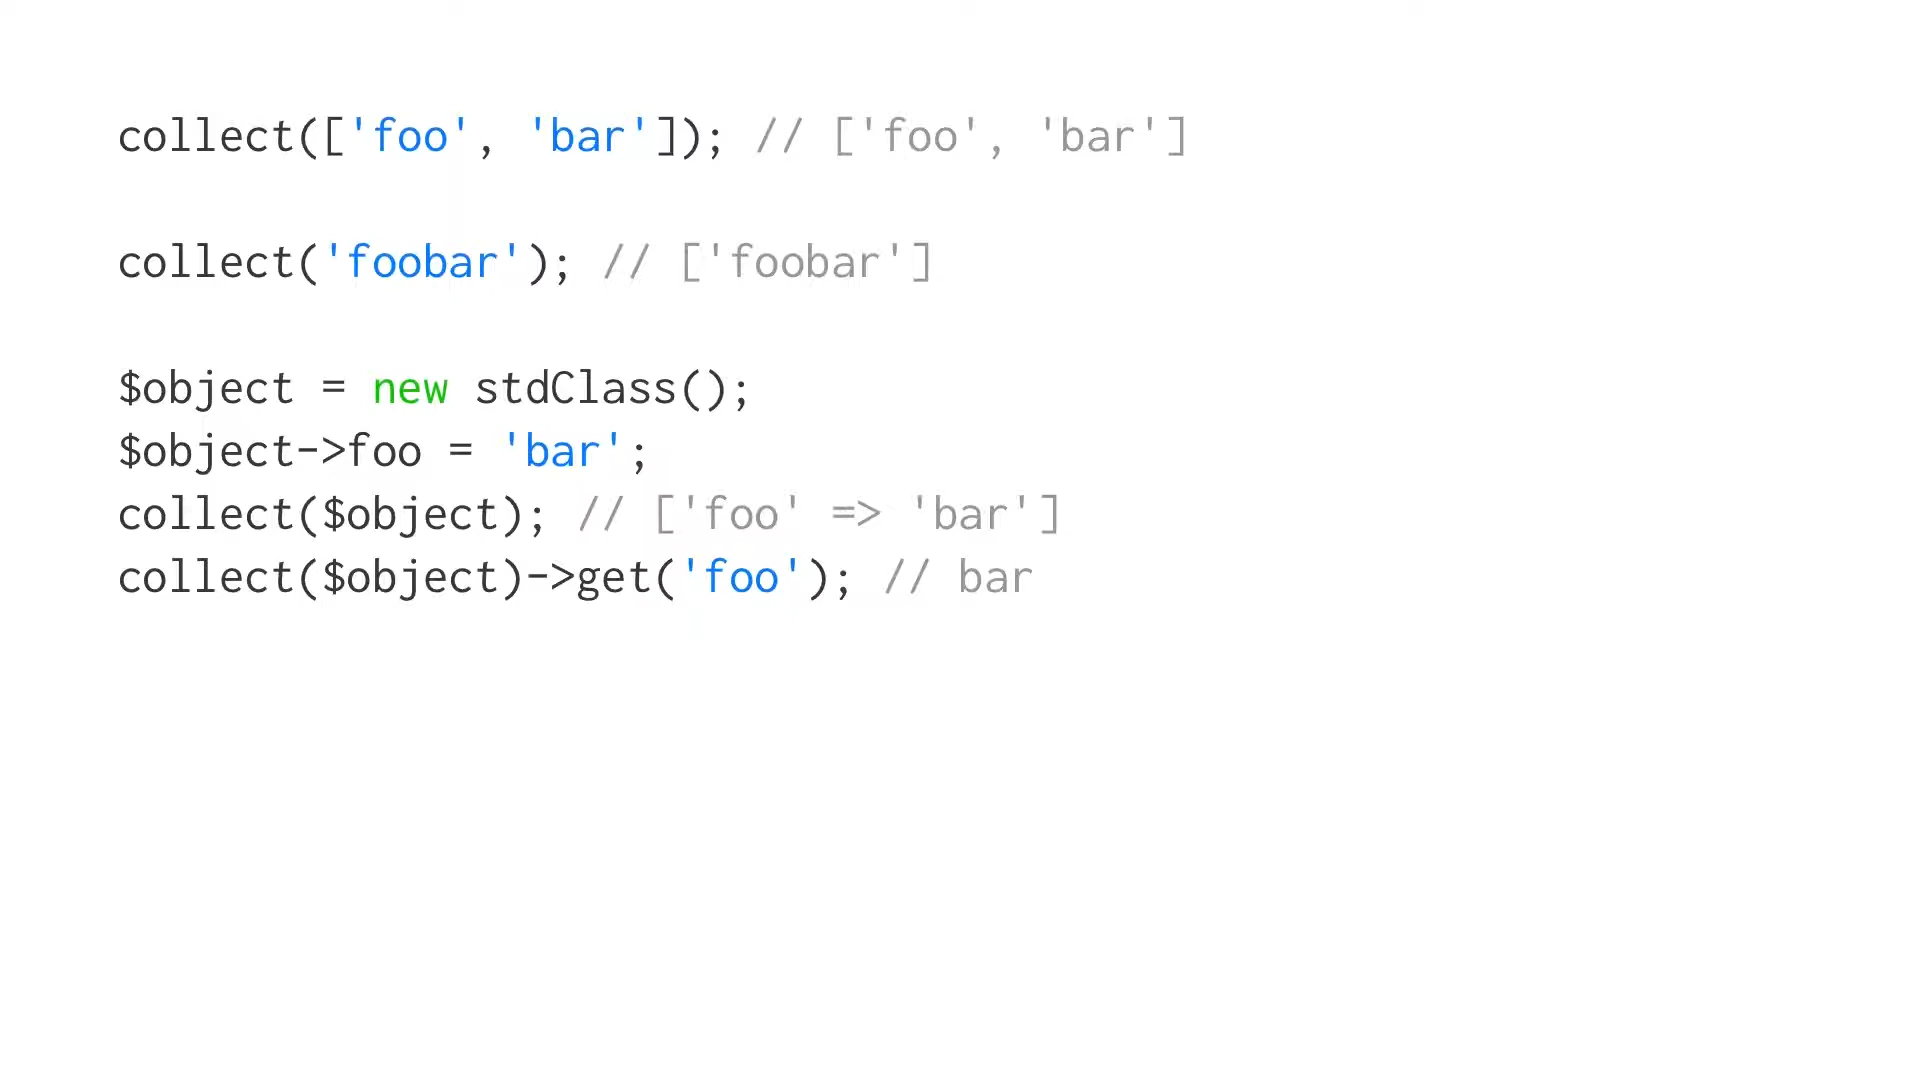 collect(['foo', 'bar']); // ['foo', 'bar']
collect('foobar'); // ['foobar']
$object = new stdClass();
$object->foo = 'bar';
collect($object); // ['foo' => 'bar']
collect($object)->get('foo'); // bar